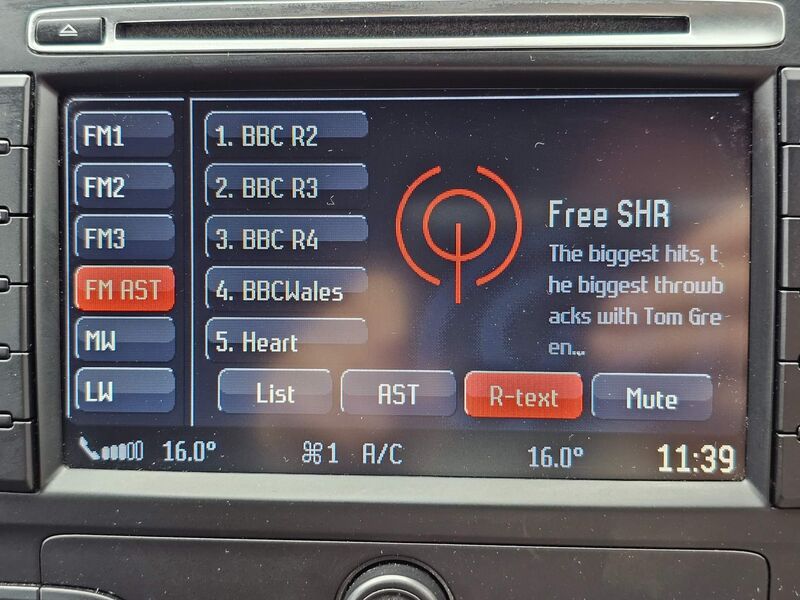 FM1
FM2
FM3
FM AST
MW
LW
1. BBC R2
2. BBC R3
3. BBC R4
4. BBCWales
5. Heart
Free SHR
The biggest hits, t
he biggest throwb
acks with Tom Gre
en...
List
AST
R-text
Mute
16.0° ⌘1 A/C 16.0° 11:39